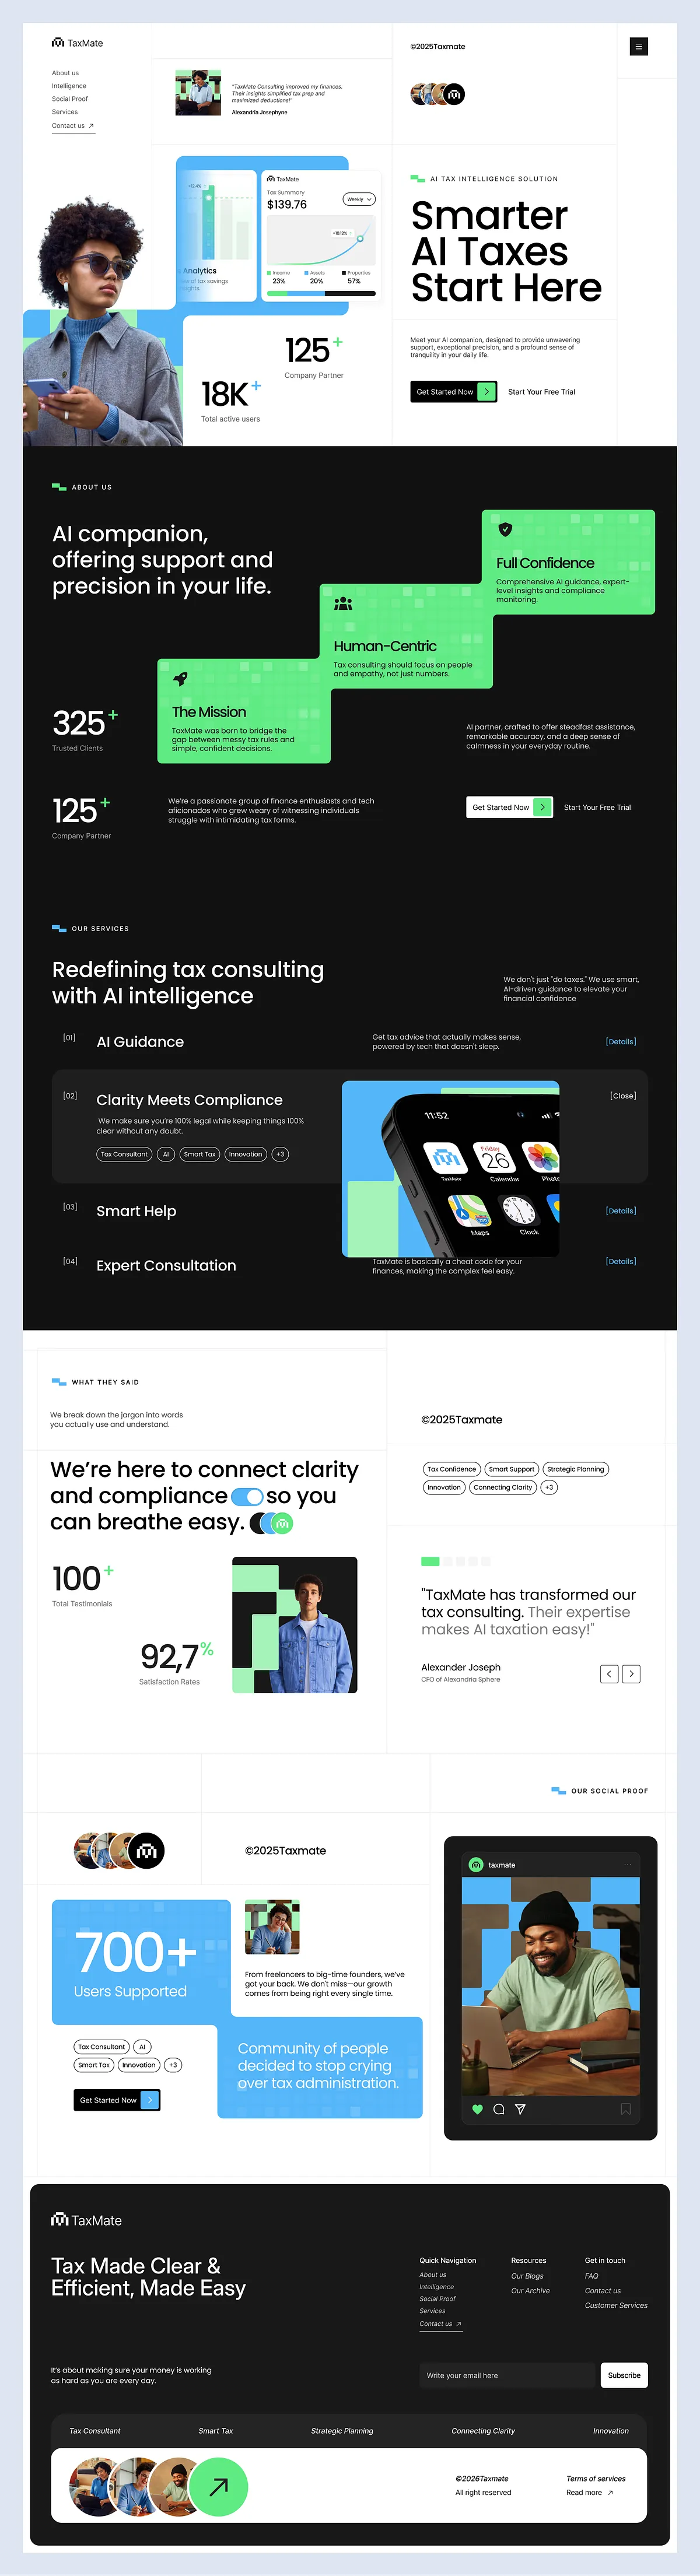 TaxMate
About us
Intelligence
Social Proof
Services
Contact us
"TaxMate Consulting improved my finances.
Their insights simplified tax prep and
maximized deductions!"
Alexandria Josephyne
©2025Taxmate
+12.4%
Analytics
of tax savings
TaxMate
Tax Summary
$139.76
Weekly
+10.12%
Income
Assets
Properties
23%
20%
57%
125+
Company Partner
18K+
Total active users
AI TAX INTELLIGENCE SOLUTION
Smarter
AI Taxes
Start Here
Meet your AI companion, designed to provide unwavering
support, exceptional precision, and a profound sense of
tranquility in your daily life.
Get Started Now
Start Your Free Trial
ABOUT US
AI companion,
offering support and
precision in your life.
Full Confidence
Comprehensive AI guidance, expert-
level insights and compliance
monitoring.
Human-Centric
Tax consulting should focus on people
and empathy, not just numbers.
The Mission
TaxMate was born to bridge the
gap between messy tax rules and
simple, confident decisions.
325+
Trusted Clients
AI partner, crafted to offer steadfast assistance,
remarkable accuracy, and a deep sense of
calmness in your everyday routine.
125+
Company Partner
We're a passionate group of finance enthusiasts and tech
aficionados who grew weary of witnessing individuals
struggle with intimidating tax forms.
Get Started Now
Start Your Free Trial
OUR SERVICES
Redefining tax consulting
with AI intelligence
We don't just "do taxes." We use smart,
AI-driven guidance to elevate your
financial confidence
[01]
AI Guidance
Get tax advice that actually makes sense,
powered by tech that doesn't sleep.
[Details]
[02]
Clarity Meets Compliance
We make sure you're 100% legal while keeping things 100%
clear without any doubt.
Tax Consultant
AI
Smart Tax
Innovation
+3
[Close]
11:52
TaxMate
Friday
26
Calendar
Photo
Maps
Clock
[03]
Smart Help
[Details]
[04]
Expert Consultation
TaxMate is basically a cheat code for your
finances, making the complex feel easy.
[Details]
WHAT THEY SAID
We break down the jargon into words
you actually use and understand.
We're here to connect clarity
and compliance so you
can breathe easy.
100+
Total Testimonials
92,7%
Satisfaction Rates
©2025Taxmate
Tax Confidence
Smart Support
Strategic Planning
Innovation
Connecting Clarity
+3
"TaxMate has transformed our
tax consulting. Their expertise
makes AI taxation easy!"
Alexander Joseph
CFO of Alexandria Sphere
OUR SOCIAL PROOF
©2025Taxmate
700+
Users Supported
From freelancers to big-time founders, we've
got your back. We don't miss—our growth
comes from being right every single time.
Tax Consultant
AI
Smart Tax
Innovation
+3
Get Started Now
Community of people
decided to stop crying
over tax administration.
taxmate
TaxMate
Tax Made Clear &
Efficient, Made Easy
Quick Navigation
About us
Intelligence
Social Proof
Services
Contact us
Resources
Our Blogs
Our Archive
Get in touch
FAQ
Contact us
Customer Services
It's about making sure your money is working
as hard as you are every day.
Write your email here
Subscribe
Tax Consultant
Smart Tax
Strategic Planning
Connecting Clarity
Innovation
©2026Taxmate
All right reserved
Terms of services
Read more